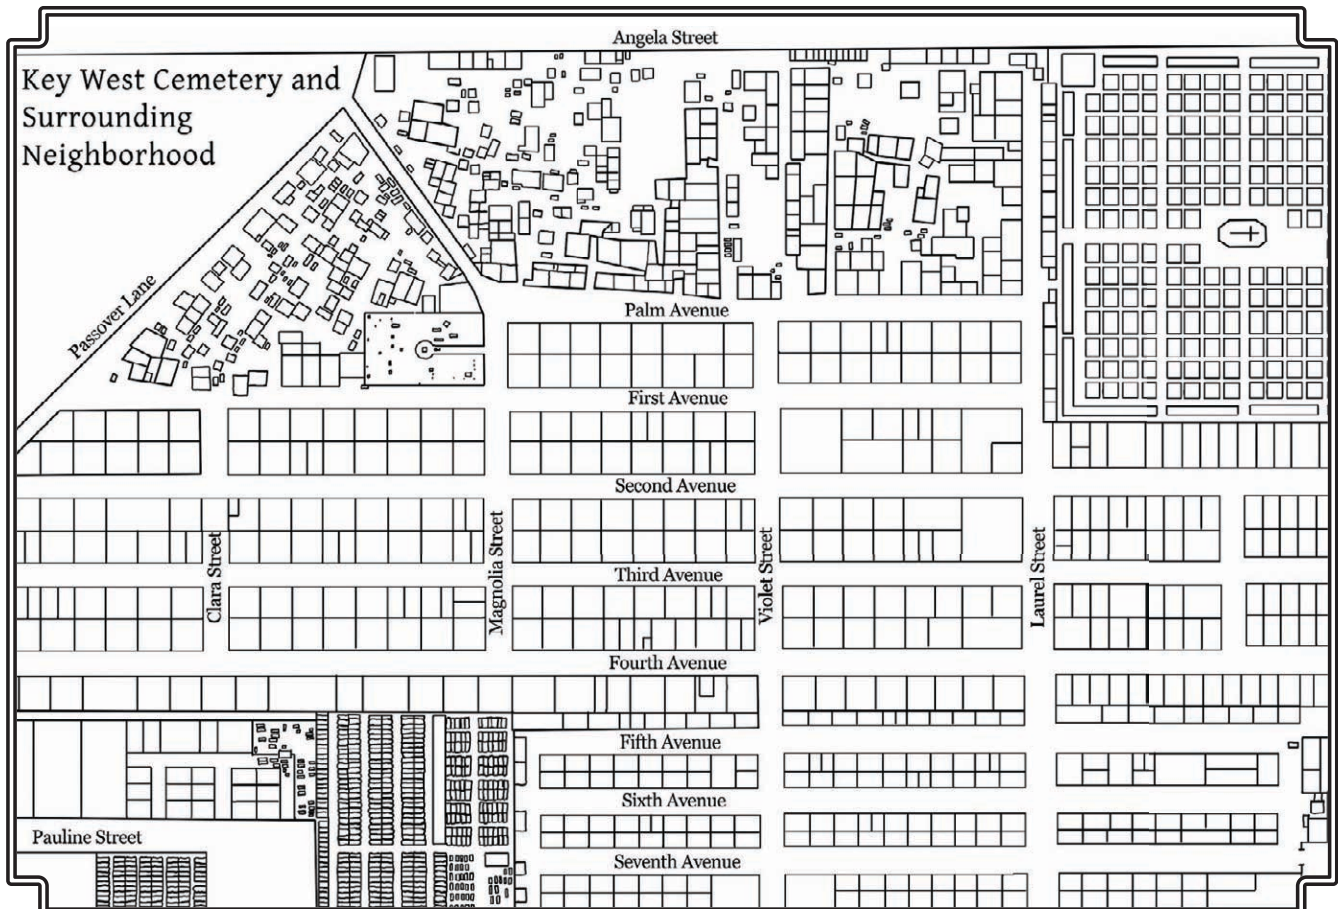 Angela Street
Key West Cemetery and
Surrounding
Neighborhood
Passover Lane
Palm Avenue
First Avenue
Second Avenue
Clara Street
Magnolia Street
Violet Street
Laurel Street
Third Avenue
Fourth Avenue
Fifth Avenue
Sixth Avenue
Pauline Street
Seventh Avenue